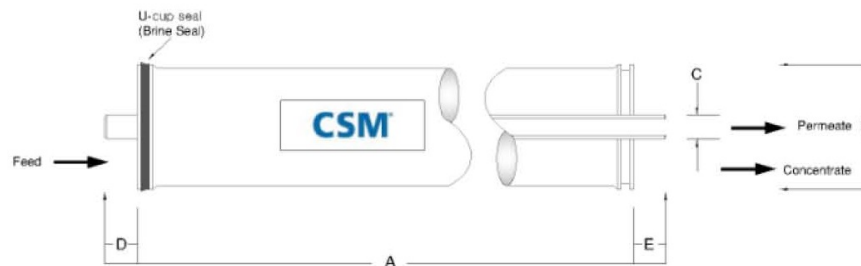 U-cup seal
(Brine Seal)
CSM
C
Feed
Permeate
Concentrate
D
A
E